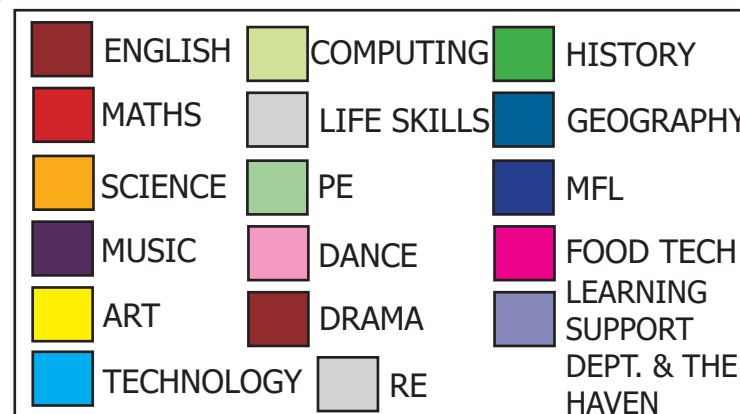 ENGLISH
MATHS
SCIENCE
MUSIC
ART
TECHNOLOGY
COMPUTING
LIFE SKILLS
PE
DANCE
DRAMA
RE
HISTORY
GEOGRAPHY
MFL
FOOD TECH
LEARNING
SUPPORT
DEPT. & THE
HAVEN